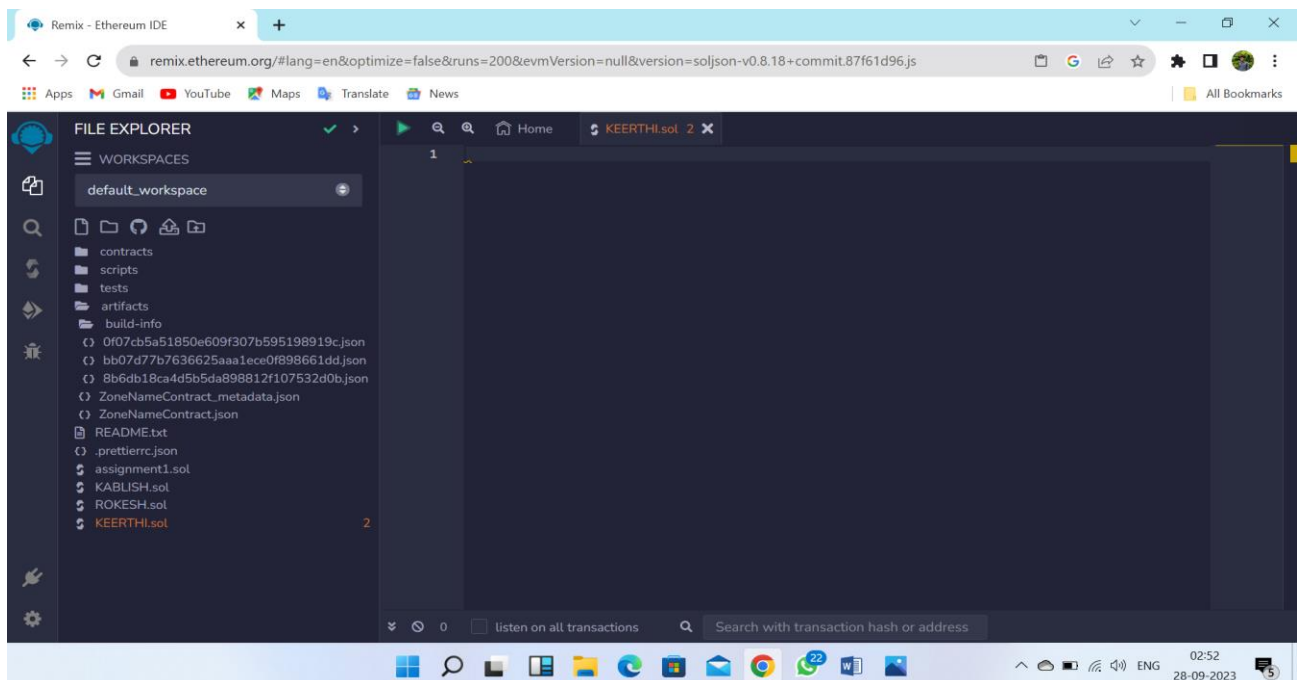 Remix - Ethereum IDE
remix.ethereum.org/#lang=en&optimize=false&runs=200&evmVersion=null&version=soljson-v0.8.18+commit.87f61d96.js
Apps Gmail YouTube Maps Translate News All Bookmarks
FILE EXPLORER
Home KEERTHI.sol 2
WORKSPACES
1
default_workspace
contracts
scripts
tests
artifacts
build-info
0f07cb5a51850e609f307b595198919c.json
bb07d77b7636625aaa1ece0f898661dd.json
8b6db18ca4d5b5da898812f107532d0b.json
ZoneNameContract_metadata.json
ZoneNameContract.json
README.txt
.prettierrc.json
assignment1.sol
KABLISH.sol
ROKESH.sol
KEERTHI.sol 2
0 listen on all transactions Search with transaction hash or address
22
ENG
02:52
28-09-2023
5